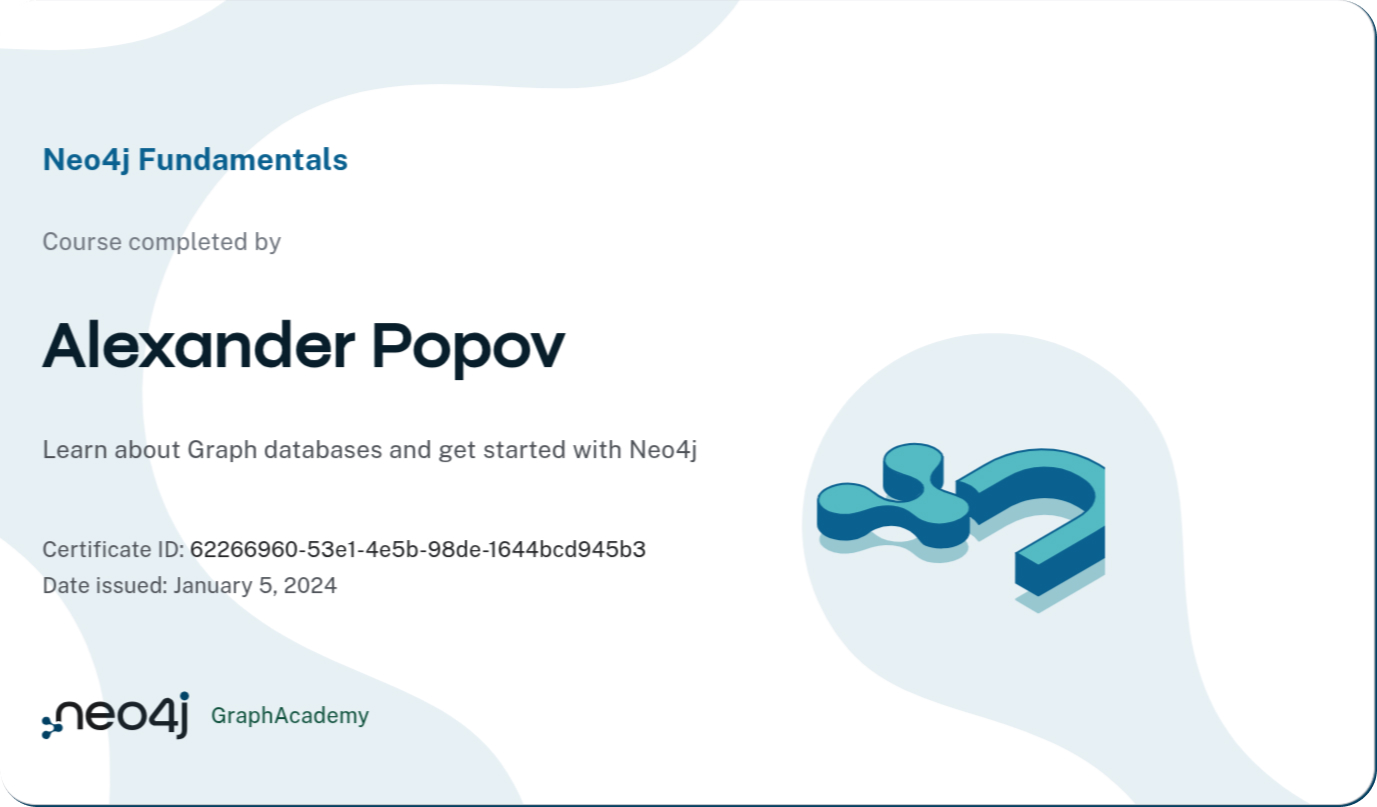 Neo4j Fundamentals
Course completed by
Alexander Popov
Learn about Graph databases and get started with Neo4j
Certificate ID: 62266960-53e1-4e5b-98de-1644bcd945b3
Date issued: January 5, 2024
neo4j GraphAcademy